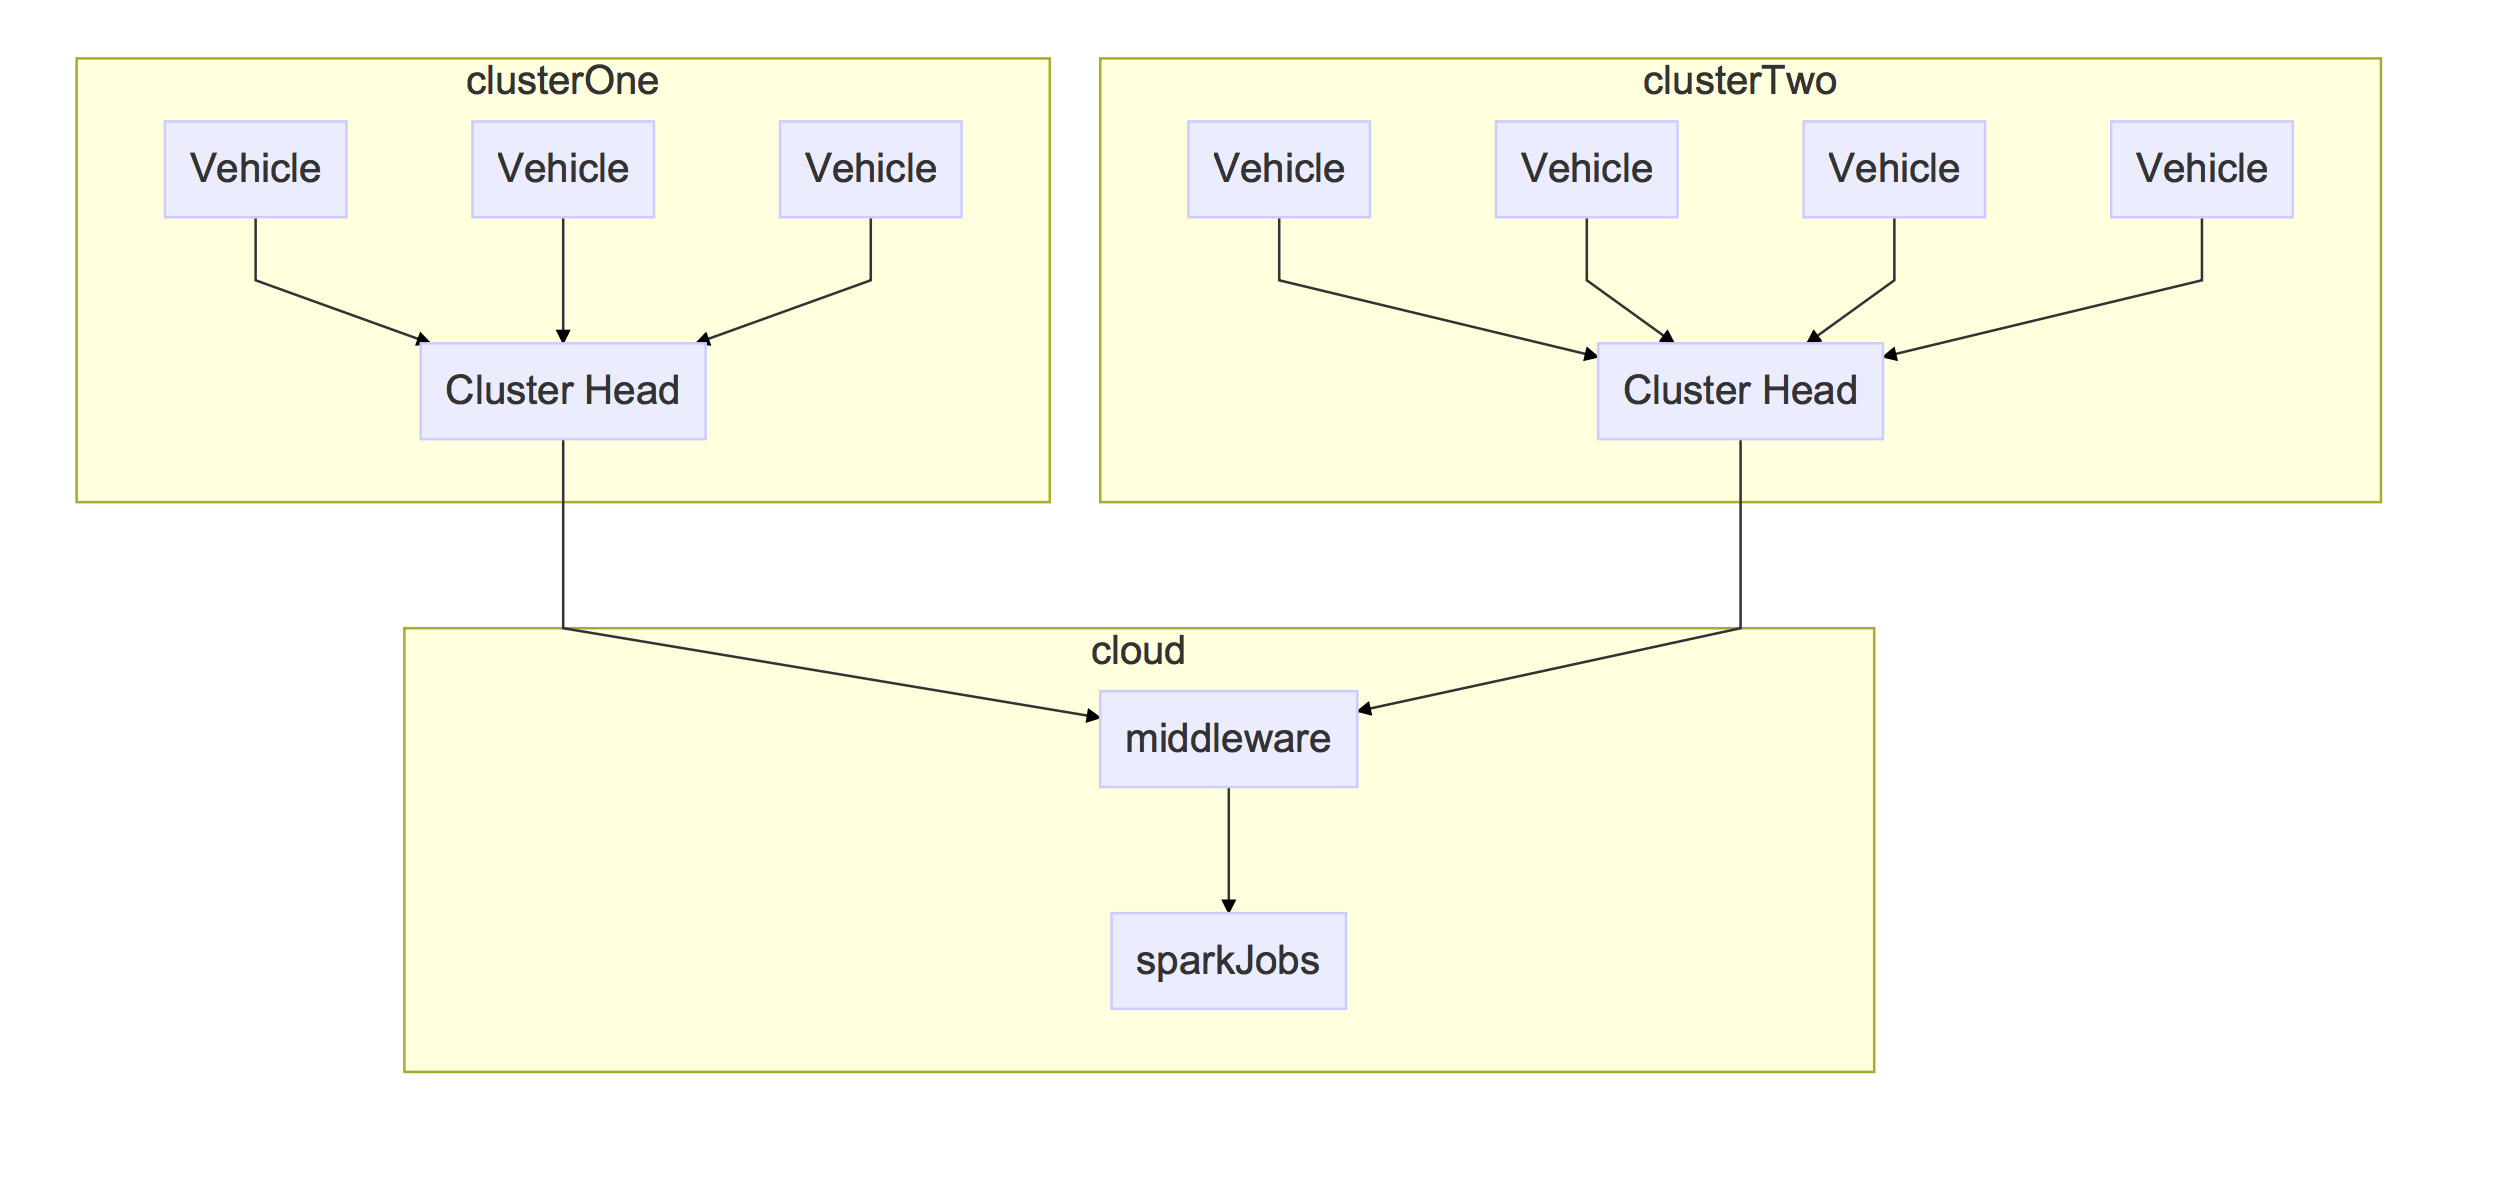 clusterOne
Vehicle
Vehicle
Vehicle
Cluster Head
clusterTwo
Vehicle
Vehicle
Vehicle
Vehicle
Cluster Head
cloud
middleware
sparkJobs